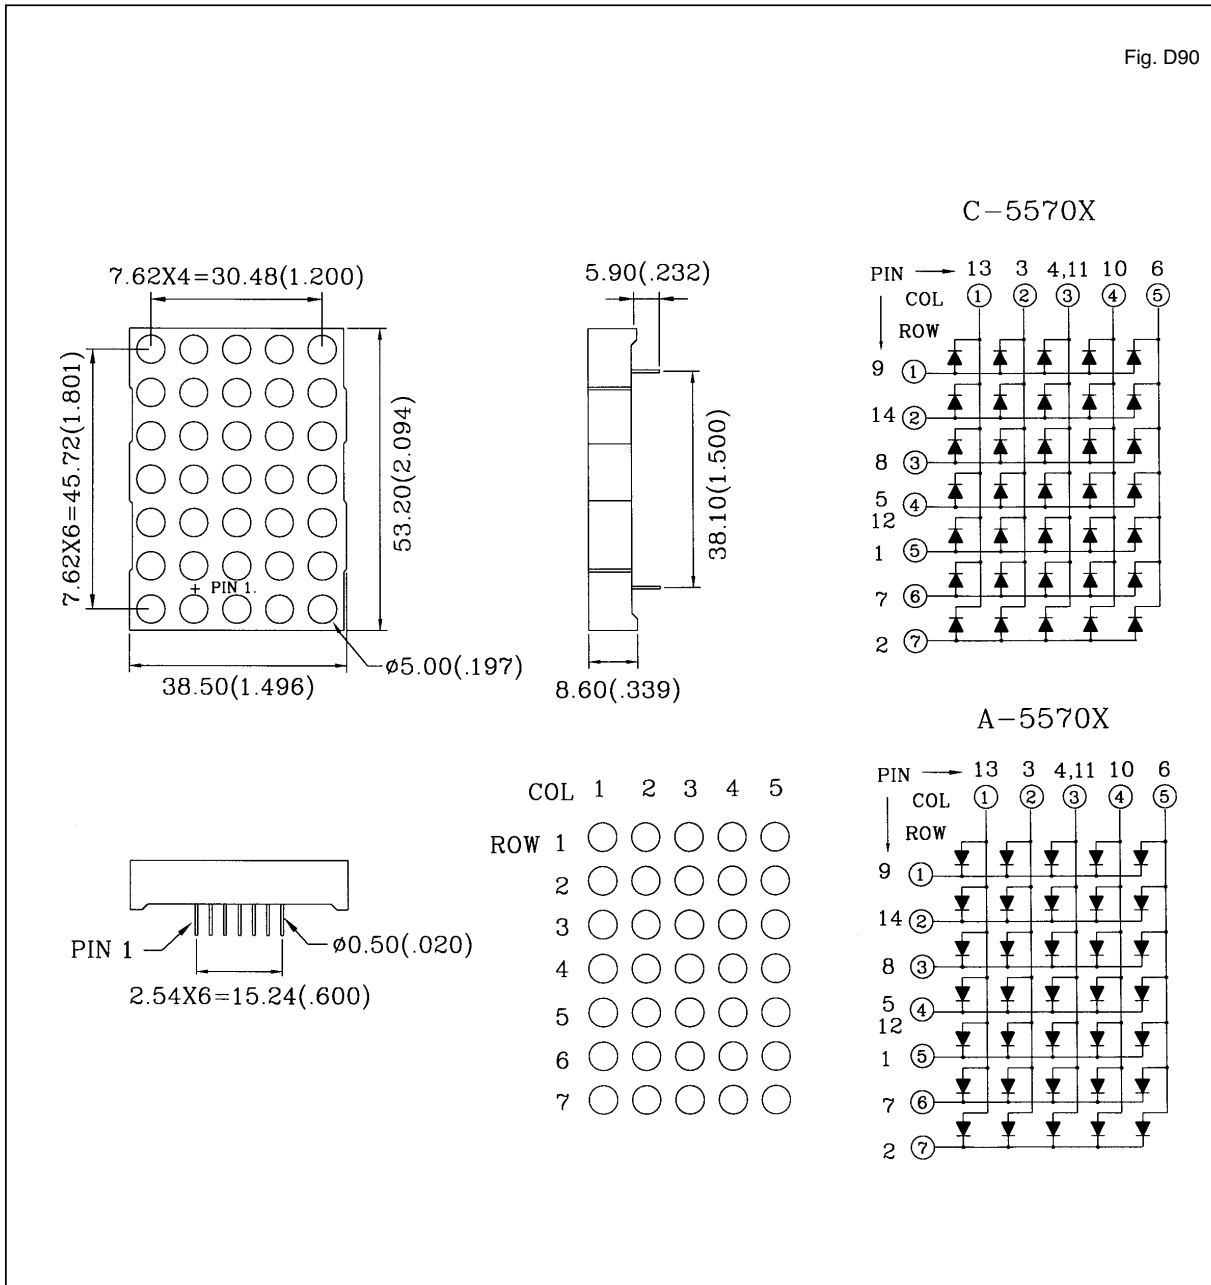 Fig. D90
7.62X4=30.48(1.200)
7.62X6=45.72(1.801)
53.20(2.094)
+ PIN 1.
ø5.00(.197)
38.50(1.496)
5.90(.232)
38.10(1.500)
8.60(.339)
C-5570X
PIN 13 3 4,11 10 6
COL 1 2 3 4 5
ROW
9 1
14 2
8 3
5 4
12
1 5
7 6
2 7
PIN 1
ø0.50(.020)
2.54X6=15.24(.600)
COL 1 2 3 4 5
ROW 1
2
3
4
5
6
7
A-5570X
PIN 13 3 4,11 10 6
COL 1 2 3 4 5
ROW
9 1
14 2
8 3
5 4
12
1 5
7 6
2 7